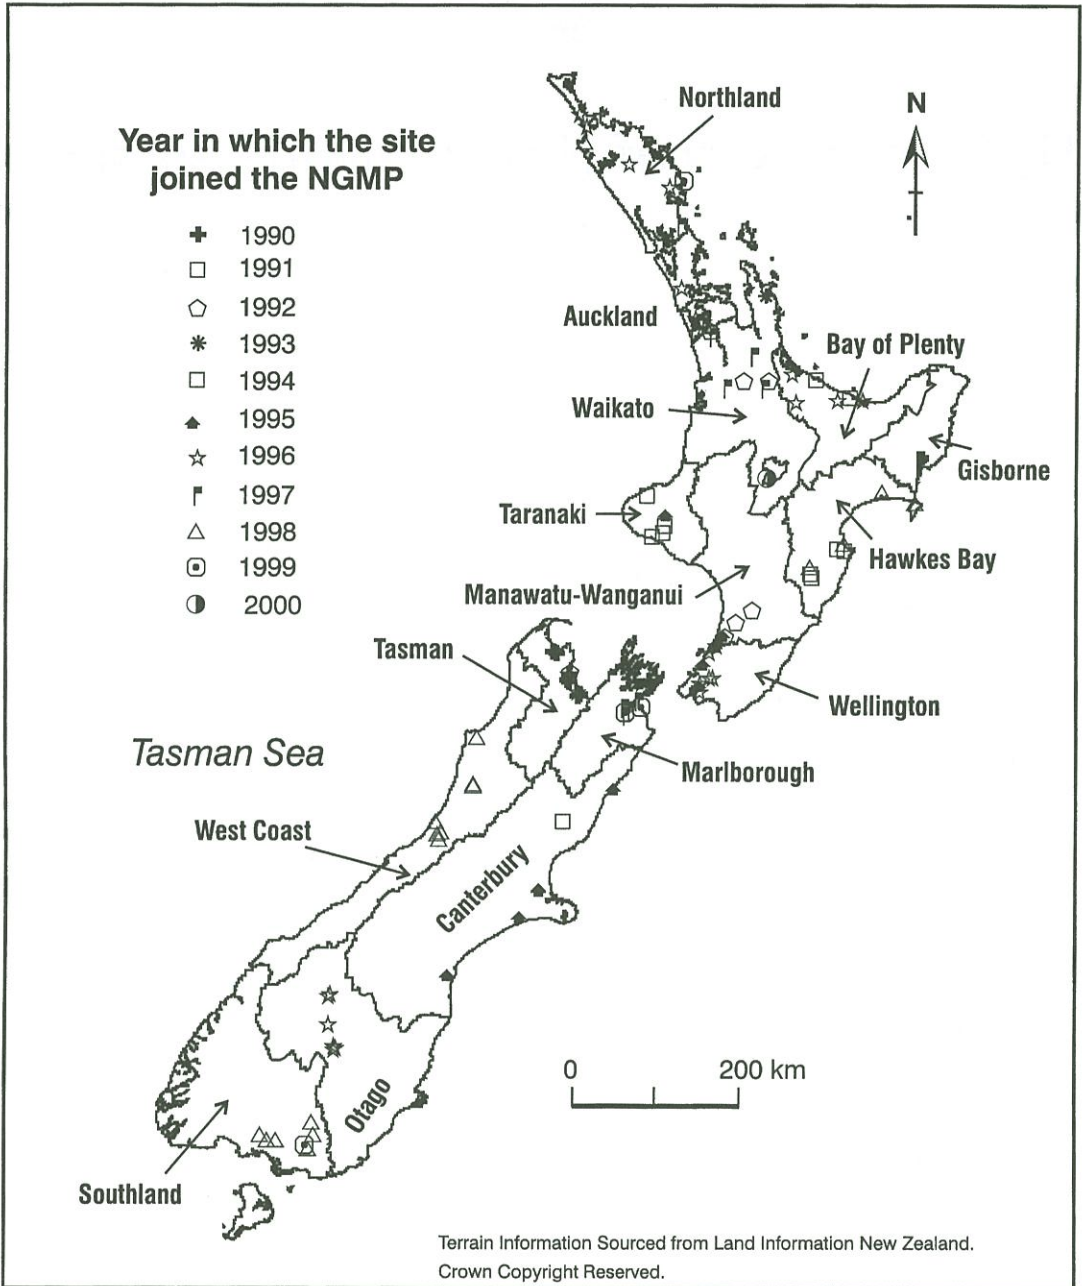 Year in which the site
joined the NGMP
1990
1991
1992
1993
1994
1995
1996
1997
1998
1999
2000
N
Northland
Auckland
Bay of Plenty
Waikato
Gisborne
Taranaki
Hawkes Bay
Manawatu-Wanganui
Tasman
Wellington
Tasman Sea
Marlborough
West Coast
Canterbury
0 200 km
Otago
Southland
Terrain Information Sourced from Land Information New Zealand.
Crown Copyright Reserved.